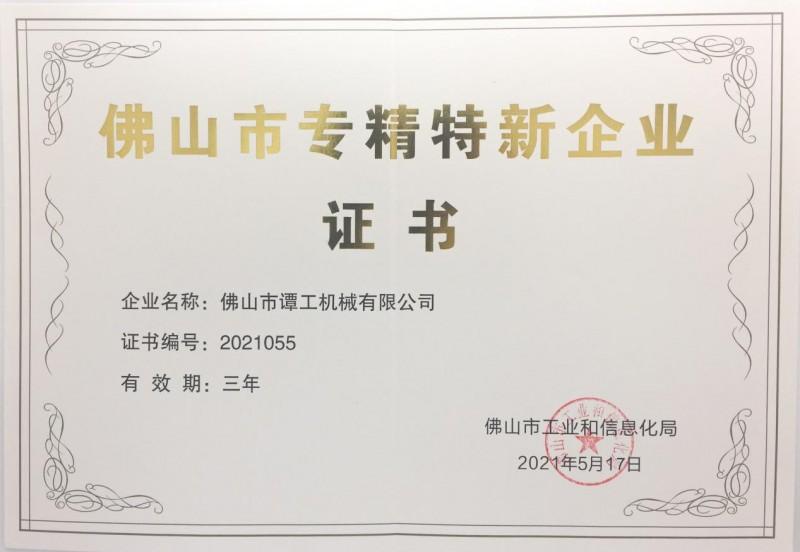 佛山市专精特新企业
证书
企业名称：佛山市谭工机械有限公司
证书编号：2021055
有 效 期：三年
佛山市工业和信息化局
2021年5月17日